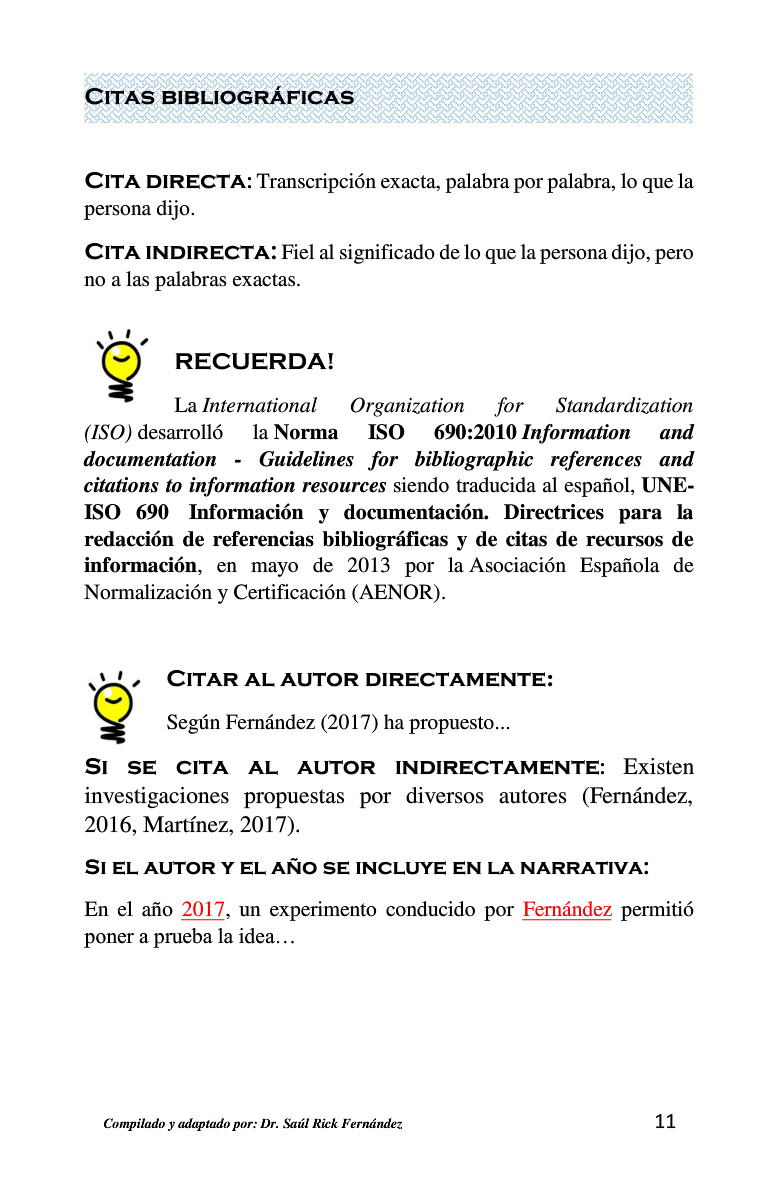 CITAS BIBLIOGRÁFICAS
CITA DIRECTA: Transcripción exacta, palabra por palabra, lo que la
persona dijo.
CITA INDIRECTA: Fiel al significado de lo que la persona dijo, pero
no a las palabras exactas.
RECUERDA!
La International Organization for Standardization
(ISO) desarrolló la Norma ISO 690:2010 Information and
documentation - Guidelines for bibliographic references and
citations to information resources siendo traducida al español, UNE-
ISO 690 Información y documentación. Directrices para la
redacción de referencias bibliográficas y de citas de recursos de
información, en mayo de 2013 por la Asociación Española de
Normalización y Certificación (AENOR).
CITAR AL AUTOR DIRECTAMENTE:
Según Fernández (2017) ha propuesto...
SI SE CITA AL AUTOR INDIRECTAMENTE: Existen
investigaciones propuestas por diversos autores (Fernández,
2016, Martínez, 2017).
SI EL AUTOR Y EL AÑO SE INCLUYE EN LA NARRATIVA:
En el año 2017, un experimento conducido por Fernández permitió
poner a prueba la idea…
Compilado y adaptado por: Dr. Saúl Rick Fernández 11